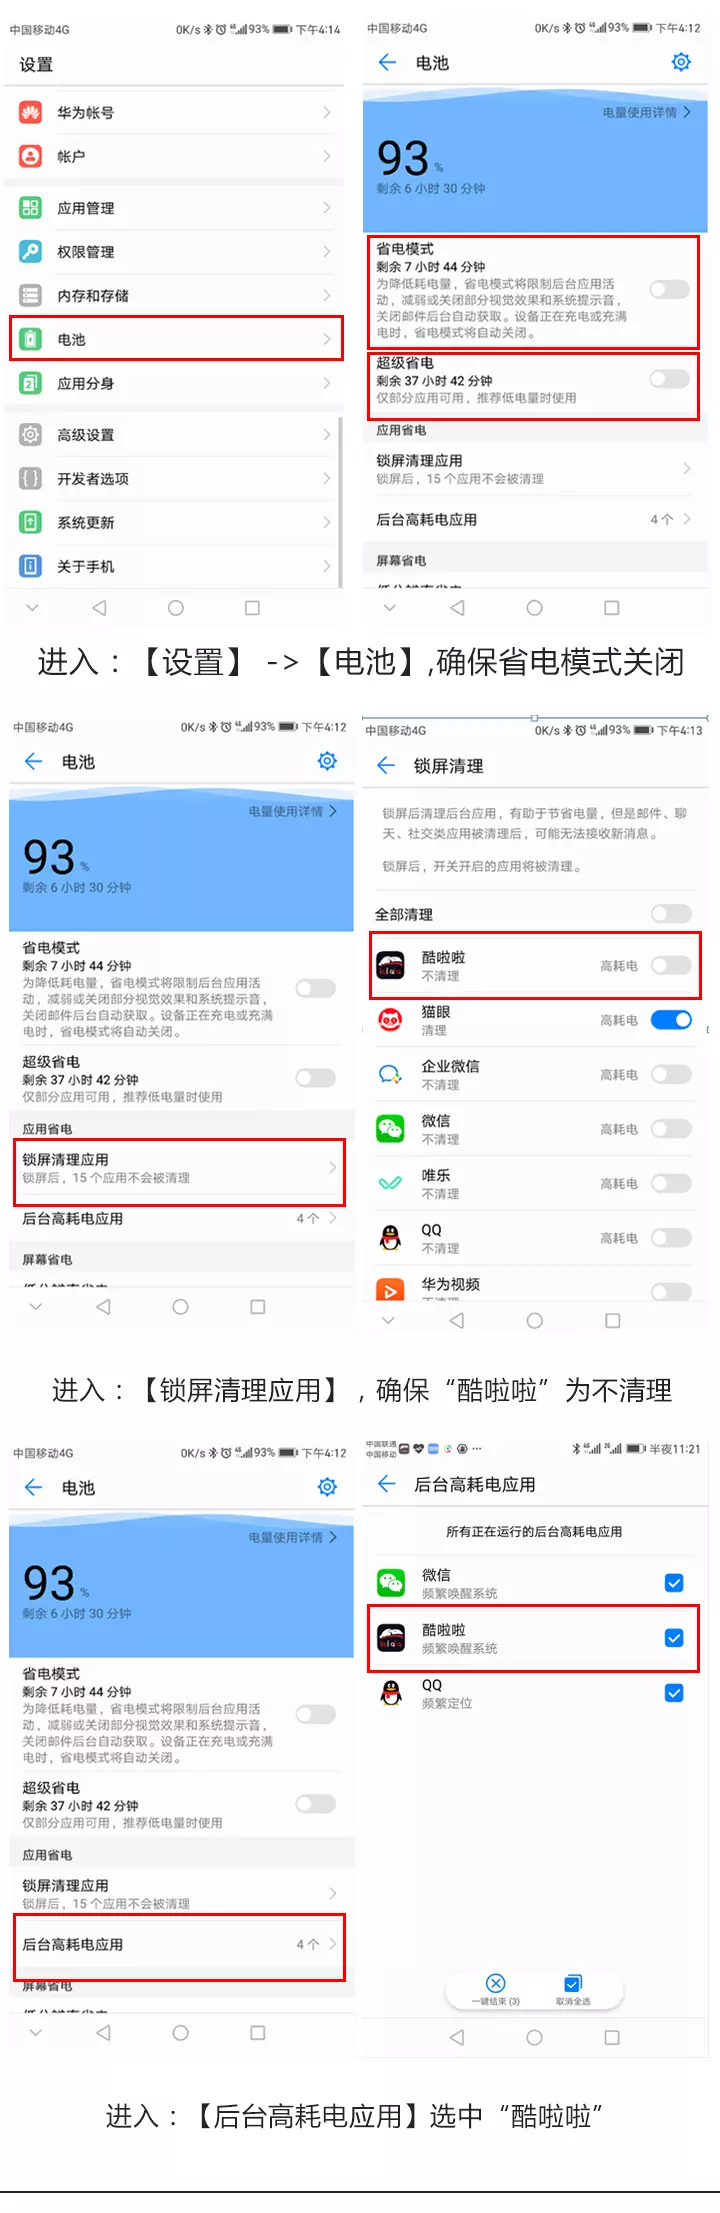 中国移动4G 0K/s 93% 下午4:14
设置
华为帐号
帐户
应用管理
权限管理
内存和存储
电池
应用分身
高级设置
开发者选项
系统更新
关于手机
中国移动4G 0K/s 93% 下午4:12
电池
电量使用详情
93 %
剩余 6 小时 30 分钟
省电模式
剩余 7 小时 44 分钟
为降低耗电量，省电模式将限制后台应用活
动，减弱或关闭部分视觉效果和系统提示音，
关闭邮件后台自动获取。设备正在充电或充满
电时，省电模式将自动关闭。
超级省电
剩余 37 小时 42 分钟
仅部分应用可用，推荐低电量时使用
应用省电
锁屏清理应用
锁屏后，15 个应用不会被清理
后台高耗电应用 4 个
屏幕省电
进入：【设置】 ->【电池】,确保省电模式关闭
中国移动4G 0K/s 93% 下午4:12
电池
电量使用详情
93 %
剩余 6 小时 30 分钟
省电模式
剩余 7 小时 44 分钟
为降低耗电量，省电模式将限制后台应用活
动，减弱或关闭部分视觉效果和系统提示音，
关闭邮件后台自动获取。设备正在充电或充满
电时，省电模式将自动关闭。
超级省电
剩余 37 小时 42 分钟
仅部分应用可用，推荐低电量时使用
应用省电
锁屏清理应用
锁屏后，15 个应用不会被清理
后台高耗电应用 4 个
屏幕省电
中国移动4G 0K/s 93% 下午4:13
锁屏清理
锁屏后清理后台应用，有助于节省电量，但是邮件、聊
天、社交类应用被清理后，可能无法接收新消息。
锁屏后，开关开启的应用将被清理。
全部清理
酷啦啦
不清理 高耗电
猫眼
清理 高耗电
企业微信
不清理 高耗电
微信
不清理 高耗电
唯乐
不清理 高耗电
QQ
不清理 高耗电
华为视频
进入：【锁屏清理应用】，确保“酷啦啦”为不清理
中国移动4G 0K/s 93% 下午4:12
电池
电量使用详情
93 %
剩余 6 小时 30 分钟
省电模式
剩余 7 小时 44 分钟
为降低耗电量，省电模式将限制后台应用活
动，减弱或关闭部分视觉效果和系统提示音，
关闭邮件后台自动获取。设备正在充电或充满
电时，省电模式将自动关闭。
超级省电
剩余 37 小时 42 分钟
仅部分应用可用，推荐低电量时使用
应用省电
锁屏清理应用
锁屏后，15 个应用不会被清理
后台高耗电应用 4 个
屏幕省电
中国联通
中国移动 半夜11:21
后台高耗电应用
所有正在运行的后台高耗电应用
微信
频繁唤醒系统
酷啦啦
频繁唤醒系统
QQ
频繁定位
一键结束 (3) 取消全选
进入：【后台高耗电应用】选中“酷啦啦”